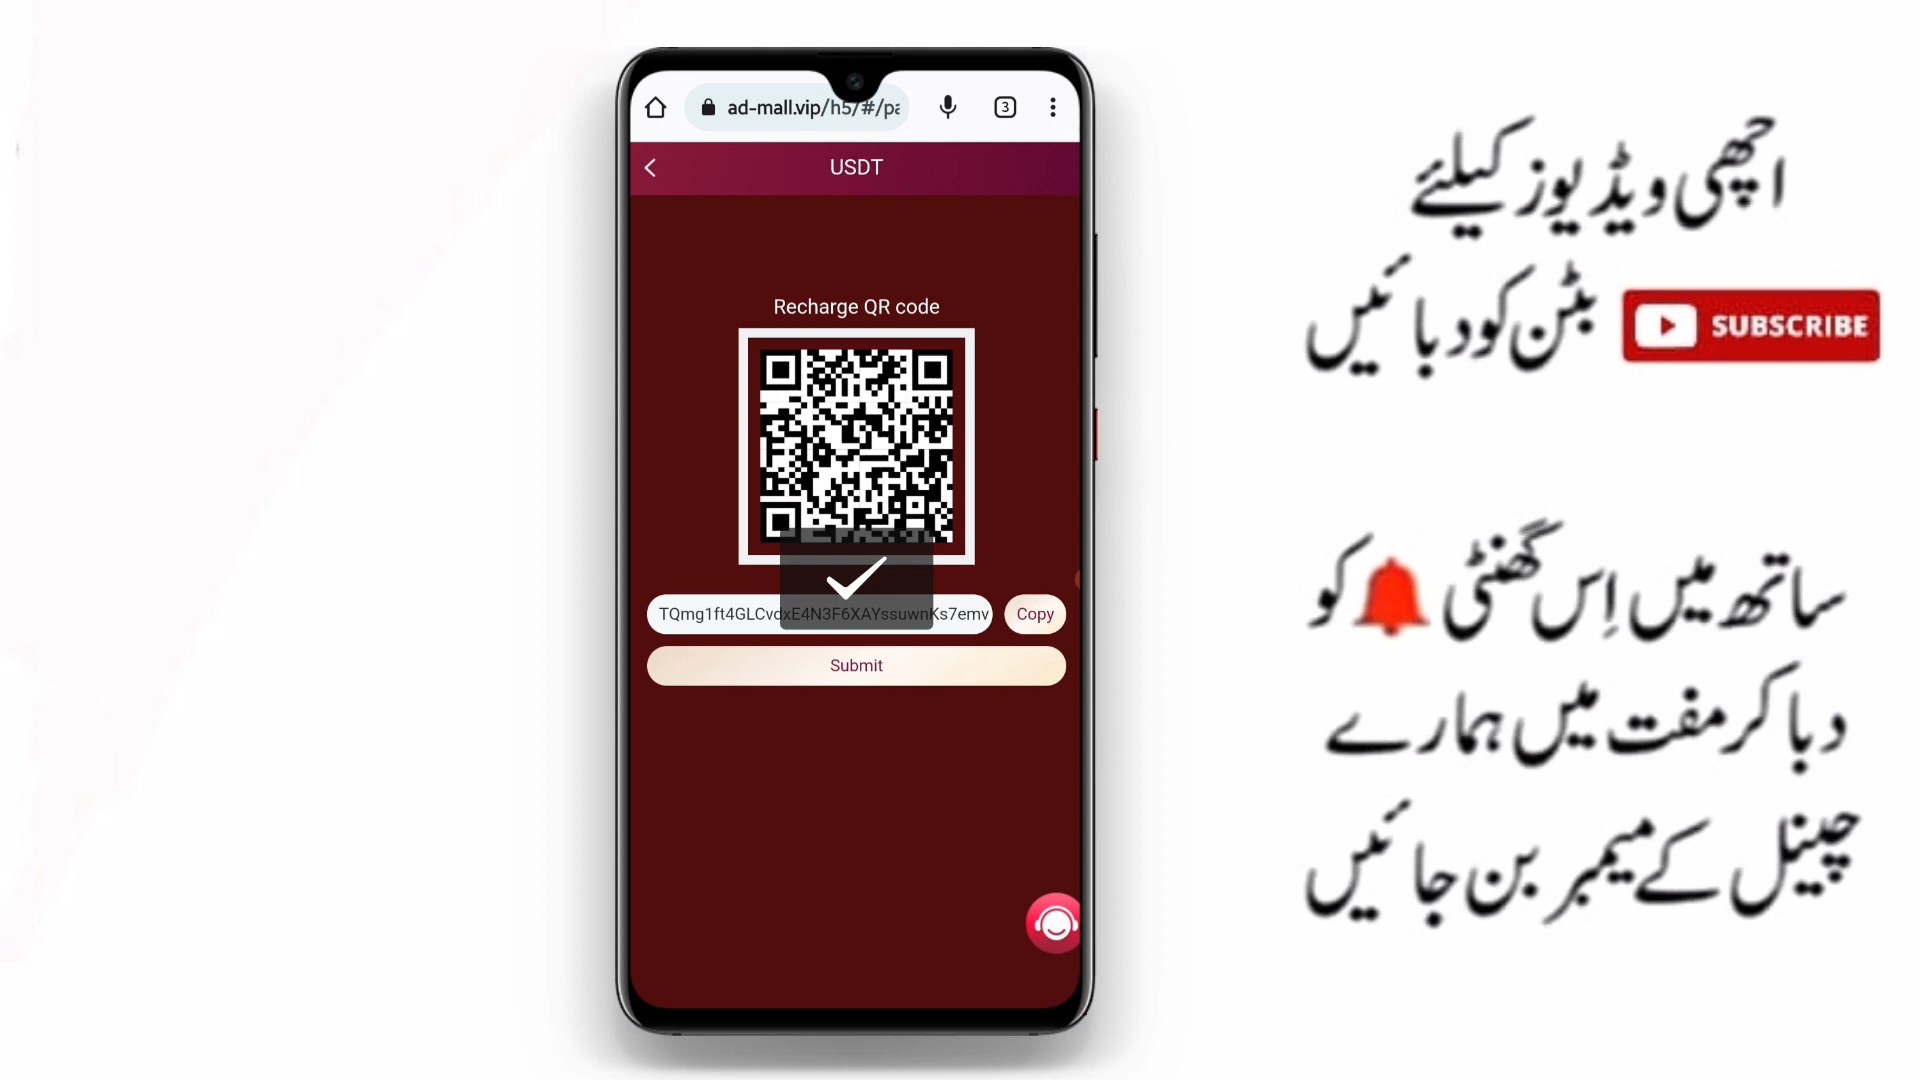 3
ad-mall.vip/h5/#/pa
USDT
Recharge QR code
TQmg1ft4GLCvdxE4N3F6XAYssuwnKs7emv
Copy
Submit
اچھی ویڈیوز کیلئے
SUBSCRIBE بٹن کو دبائیں
ساتھ میں اِس گھنٹی کو
دبا کر مفت میں ہمارے
چینل کے میمبر بن جائیں